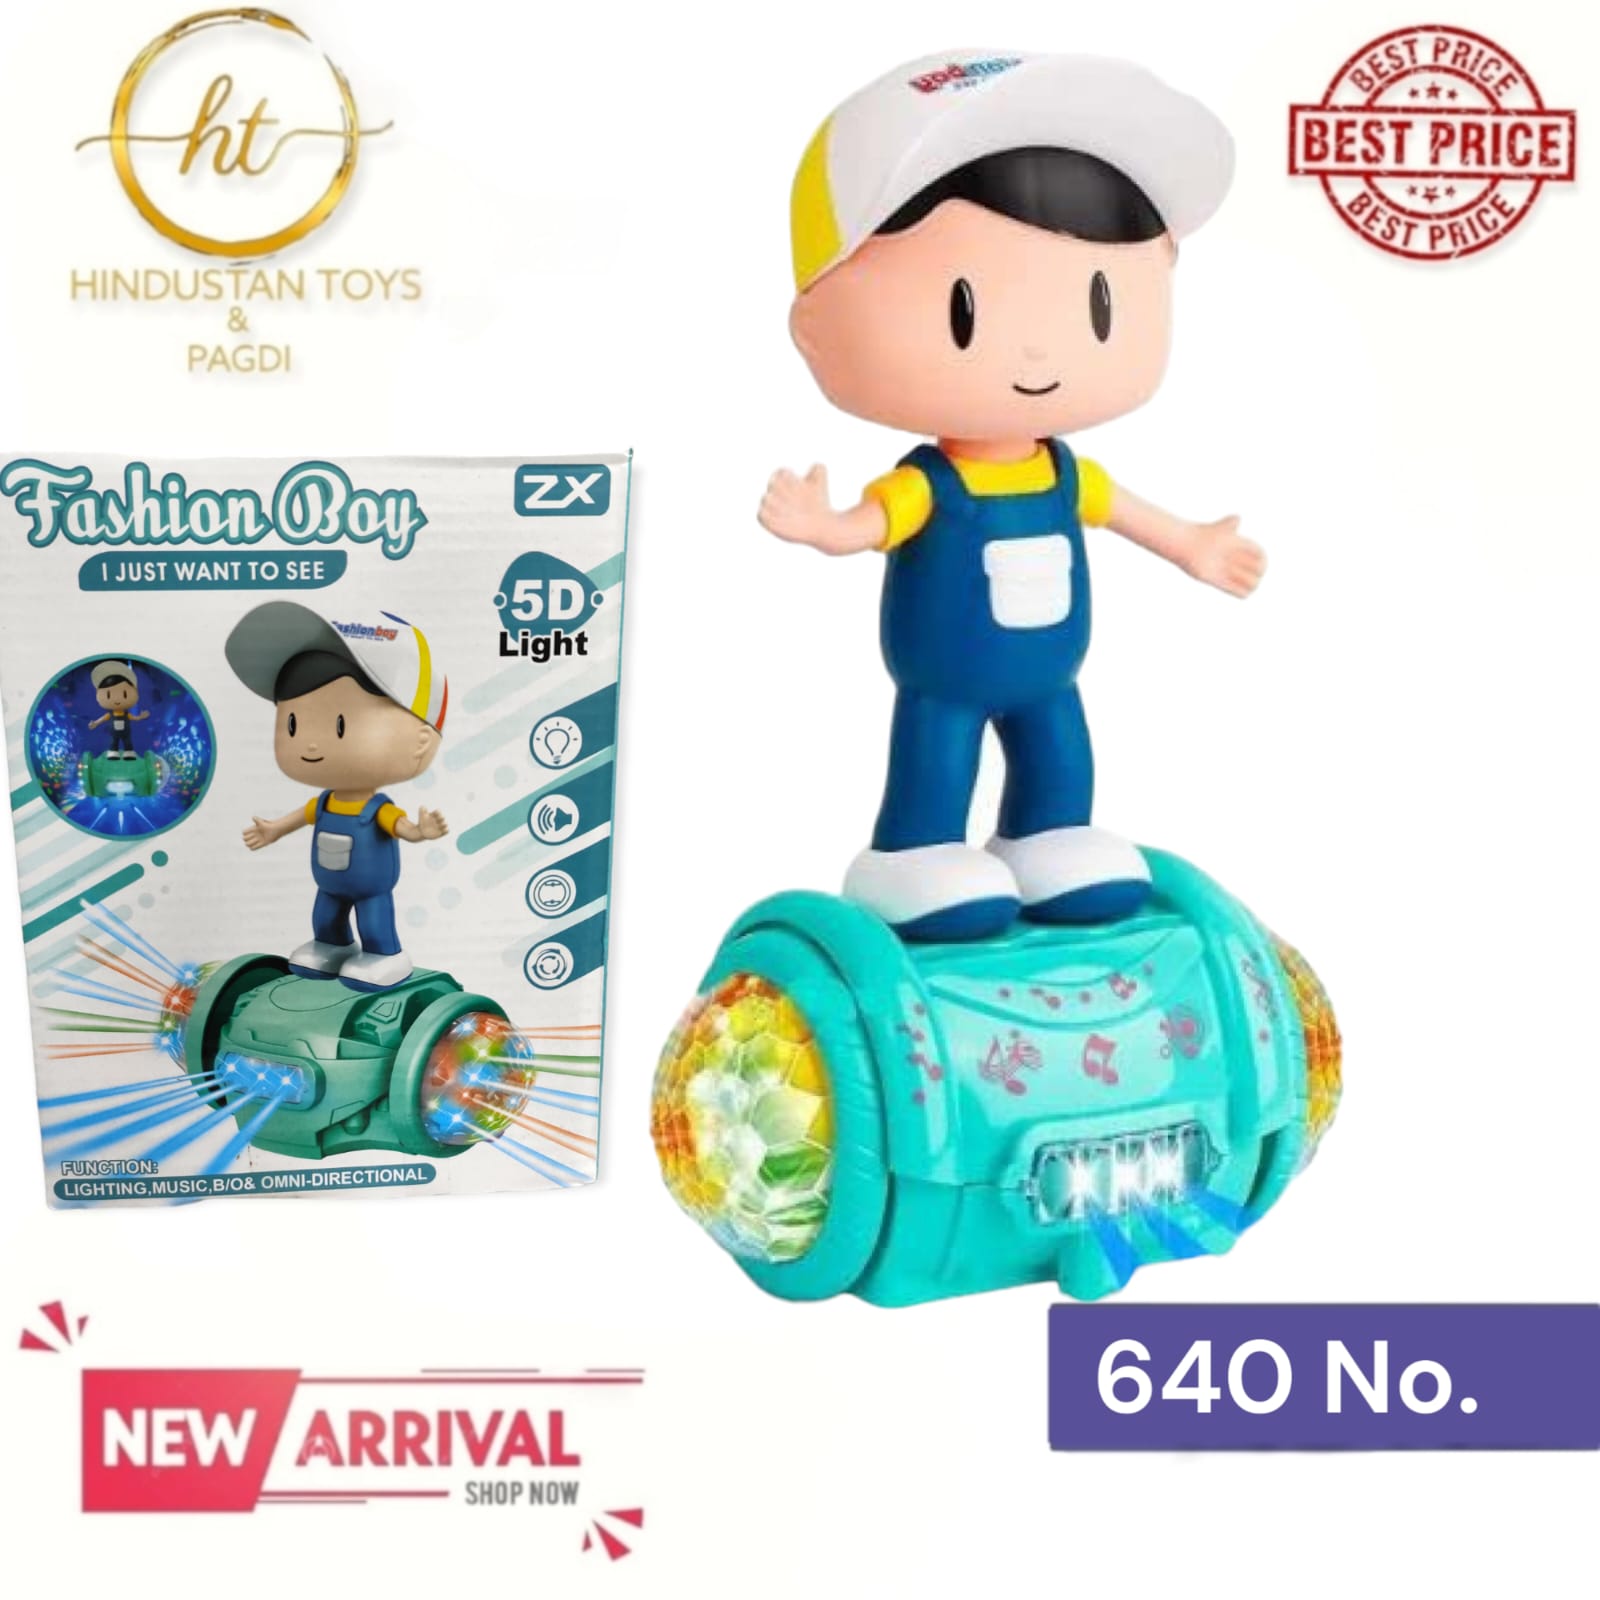 ht
HINDUSTAN TOYS
&
PAGDI
BEST PRICE
BEST PRICE
BEST PRICE
Fashion Boy
I JUST WANT TO SEE
ZX
5D
Light
fashionboy
FUNCTION:
LIGHTING,MUSIC,B/O& OMNI-DIRECTIONAL
NEW ARRIVAL
SHOP NOW
640 No.